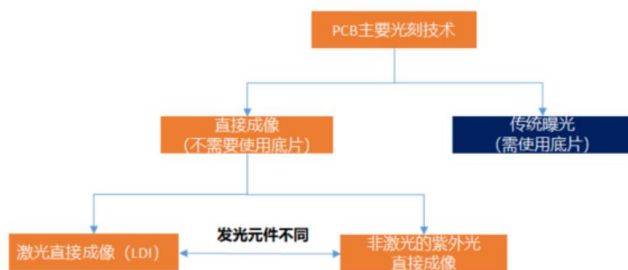 PCB主要光刻技术
直接成像
（不需要使用底片）
传统曝光
（需使用底片）
发光元件不同
激光直接成像（LDI）
非激光的紫外光
直接成像